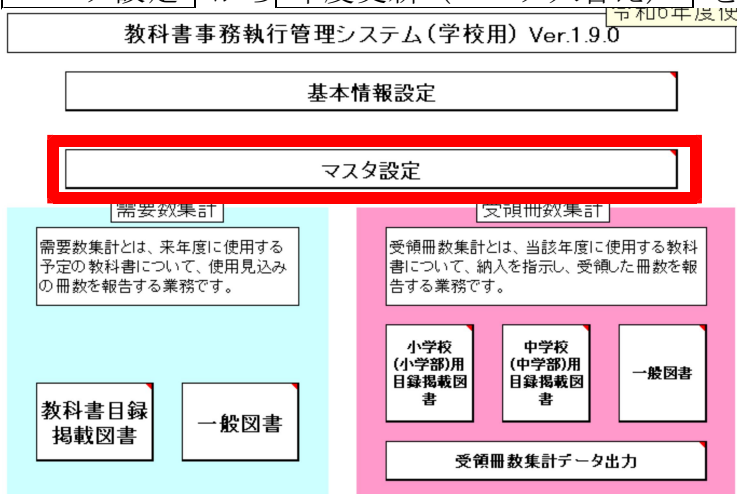 教科書事務執行管理システム(学校用) Ver.1.9.0
基本情報設定
マスタ設定
需要数集計
需要数集計とは、来年度に使用する
予定の教科書について、使用見込み
の冊数を報告する業務です。
教科書目録
掲載図書
一般図書
受領冊数集計
受領冊数集計とは、当該年度に使用する教科
書について、納入を指示し、受領した冊数を報
告する業務です。
小学校
(小学部)用
目録掲載図
書
中学校
(中学部)用
目録掲載図
書
一般図書
受領冊数集計データ出力